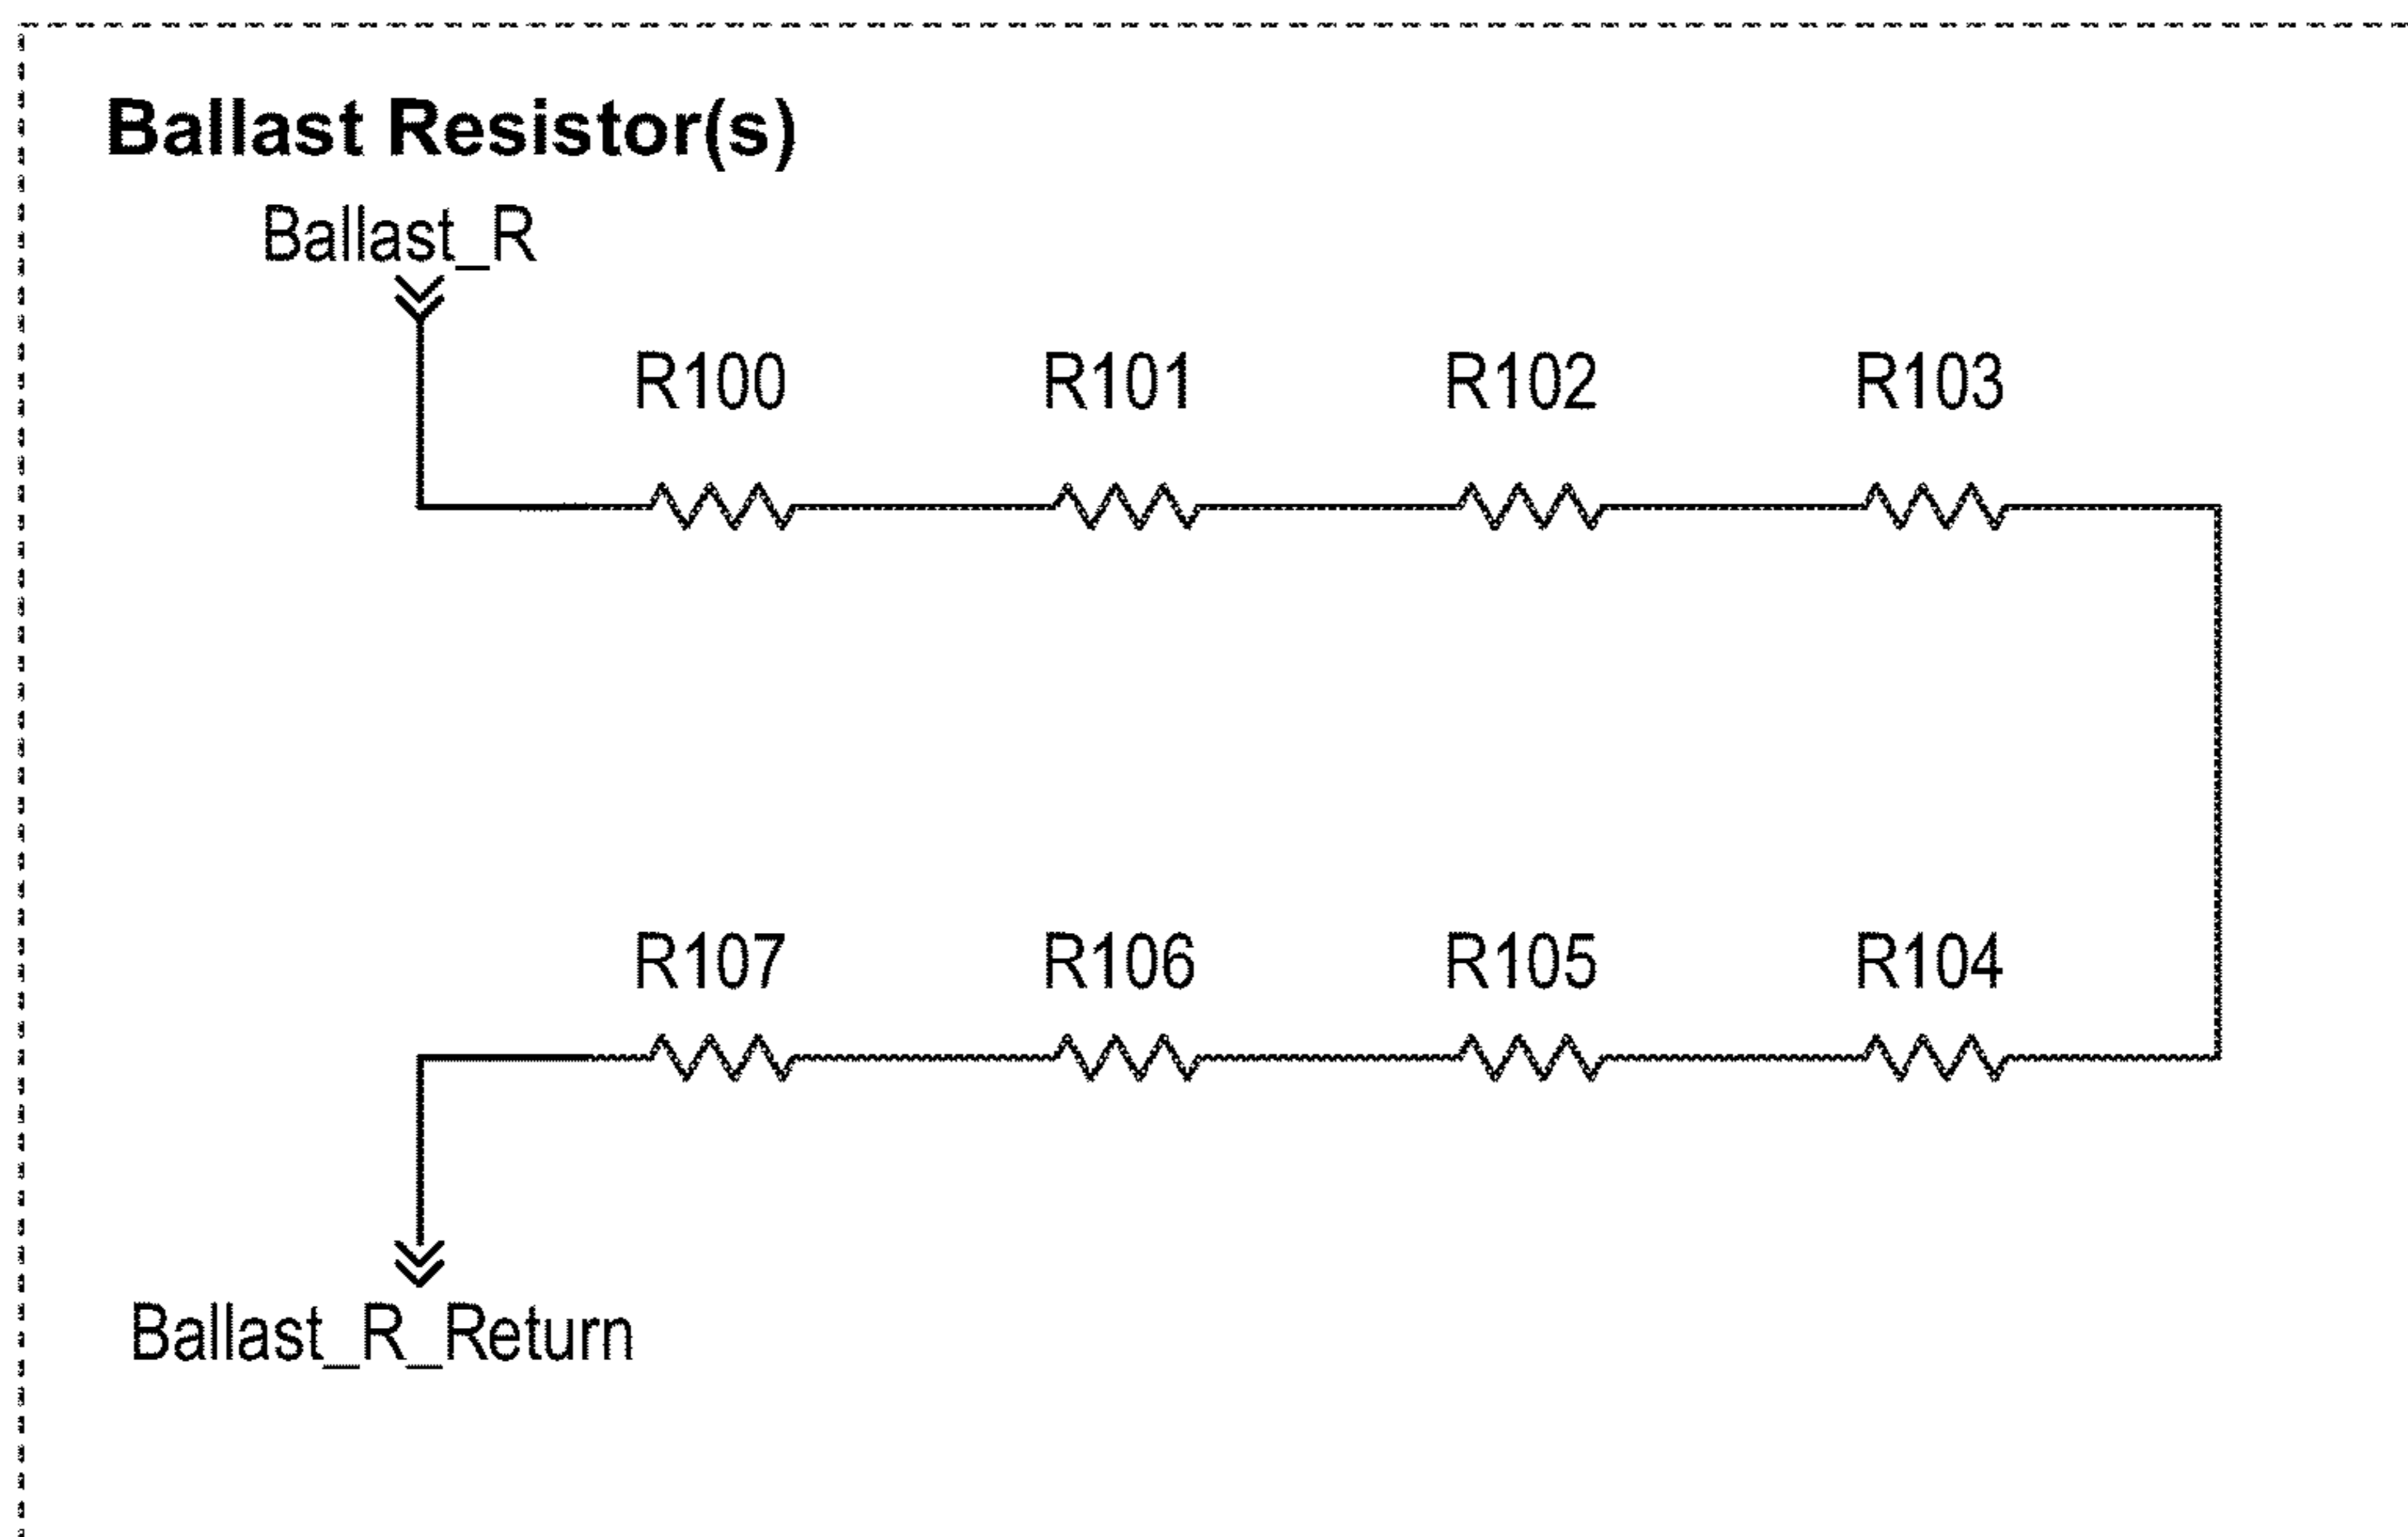 Ballast Resistor(s)
Ballast_R
R100 R101 R102 R103
R107 R106 R105 R104
Ballast_R_Return